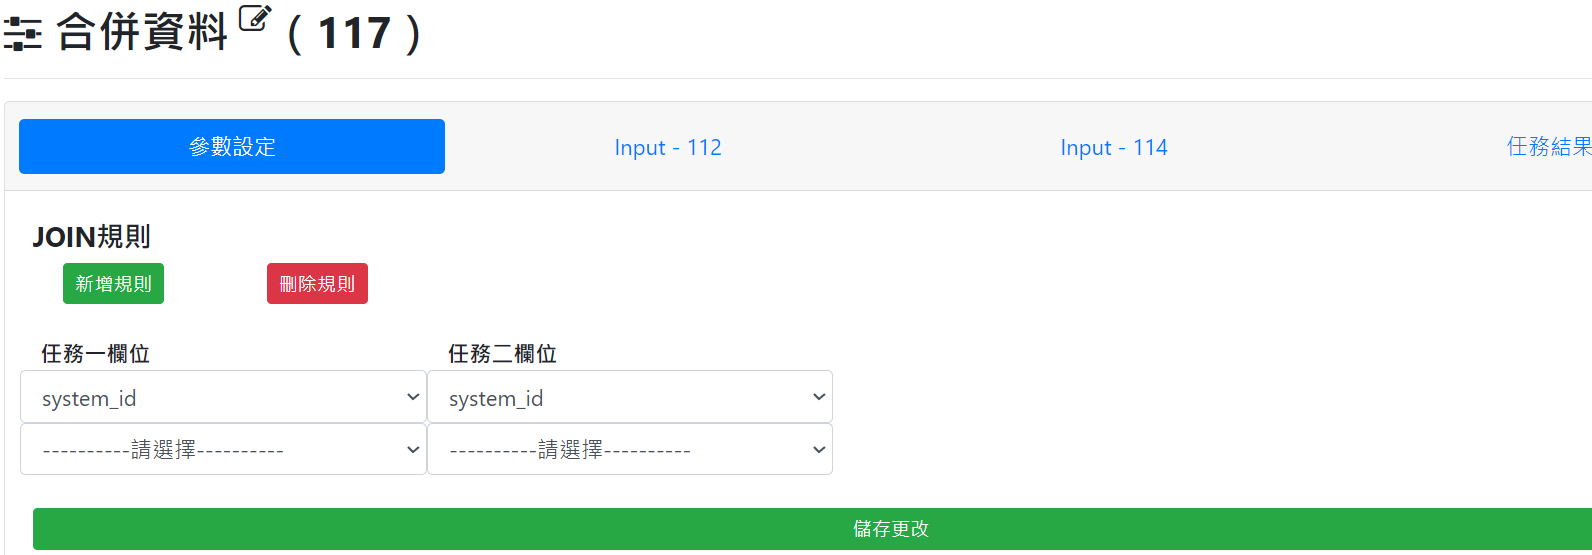 合併資料 ( 117 )
參數設定 Input - 112 Input - 114 任務結果
JOIN規則
新增規則 刪除規則
任務一欄位 任務二欄位
system_id system_id
----------請選擇---------- ----------請選擇----------
儲存更改